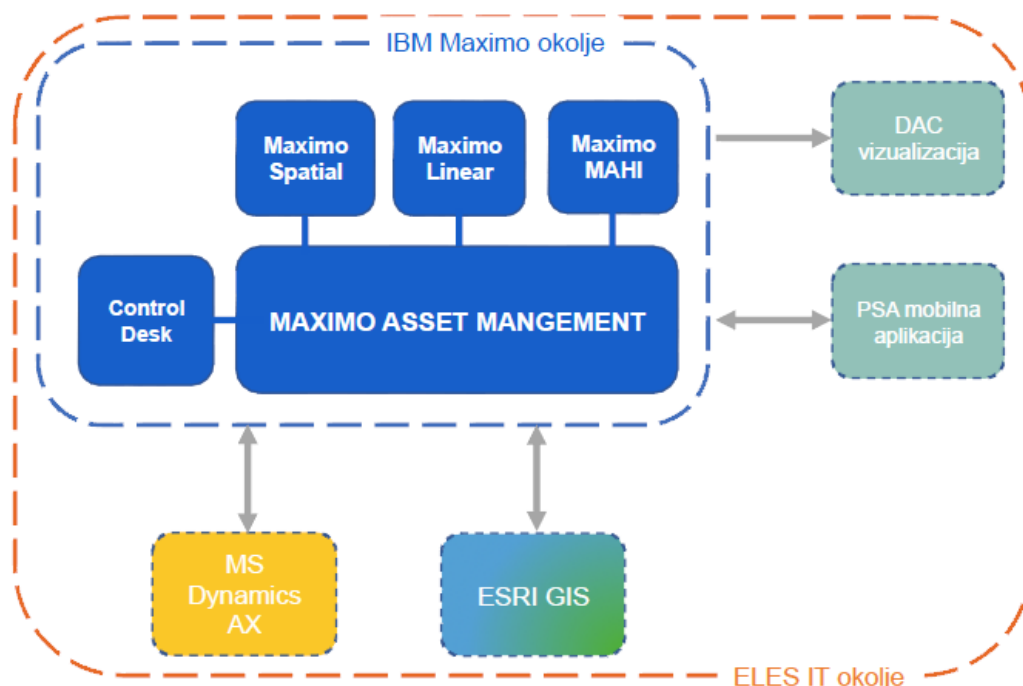 IBM Maximo okolje
Maximo
Spatial
Maximo
Linear
Maximo
MAHI
DAC
vizualizacija
Control
Desk
MAXIMO ASSET MANGEMENT
PSA mobilna
aplikacija
MS
Dynamics
AX
ESRI GIS
ELES IT okolje